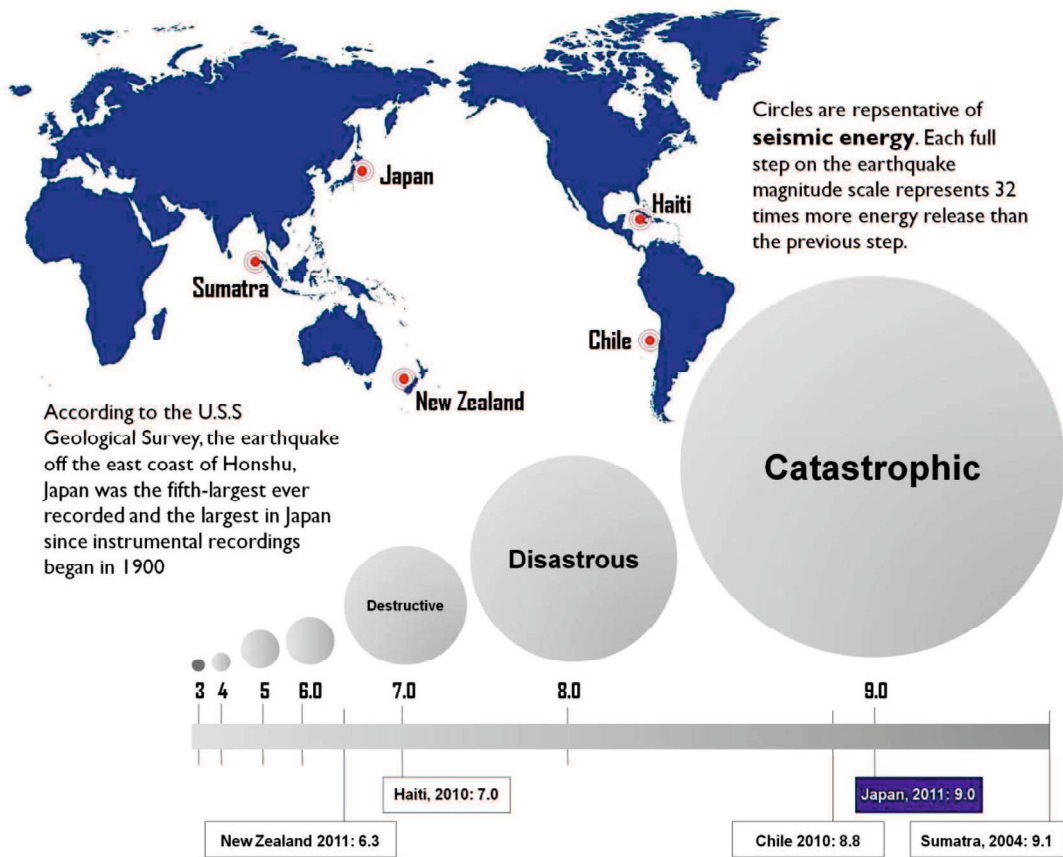 Japan
Haiti
Sumatra
Chile
New Zealand
Circles are repsentative of
seismic energy. Each full
step on the earthquake
magnitude scale represents 32
times more energy release than
the previous step.
According to the U.S.S
Geological Survey, the earthquake
off the east coast of Honshu,
Japan was the fifth-largest ever
recorded and the largest in Japan
since instrumental recordings
began in 1900
Destructive
Disastrous
Catastrophic
3 4 5 6.0 7.0 8.0 9.0
Haiti, 2010: 7.0
Japan, 2011: 9.0
New Zealand 2011: 6.3
Chile 2010: 8.8
Sumatra, 2004: 9.1